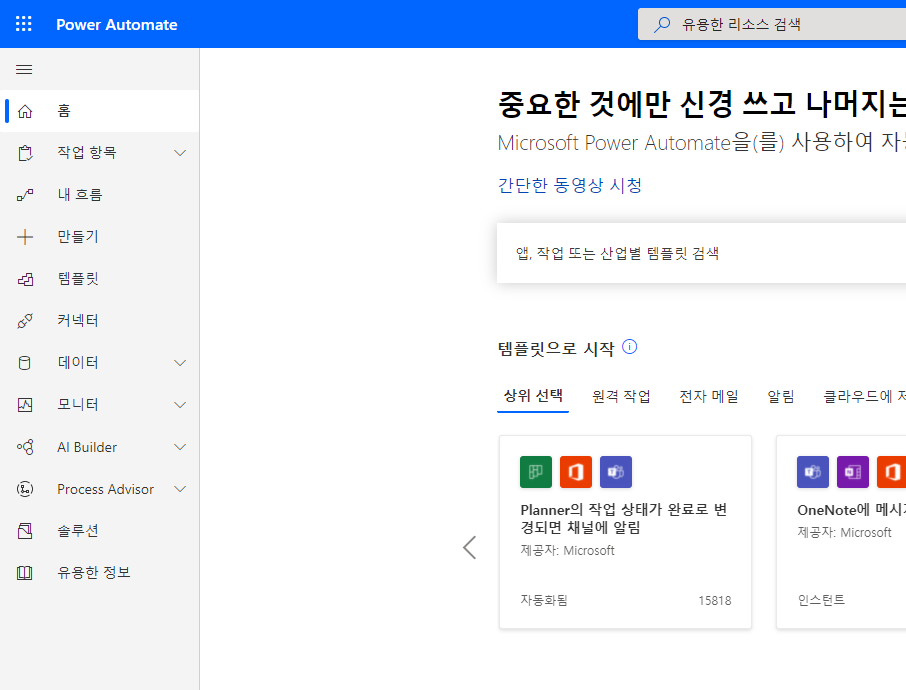 Power Automate
유용한 리소스 검색
홈
작업 항목
내 흐름
만들기
템플릿
커넥터
데이터
모니터
AI Builder
Process Advisor
솔루션
유용한 정보
중요한 것에만 신경 쓰고 나머지는
Microsoft Power Automate을(를) 사용하여
간단한 동영상 시청
앱, 작업 또는 산업별 템플릿 검색
템플릿으로 시작
상위 선택 원격 작업 전자 메일 알림 클라우드에
Planner의 작업 상태가 완료로 변
경되면 채널에 알림
제공자: Microsoft
자동화됨 15818
OneNote에 메시지
제공자: Microsoft
인스턴트